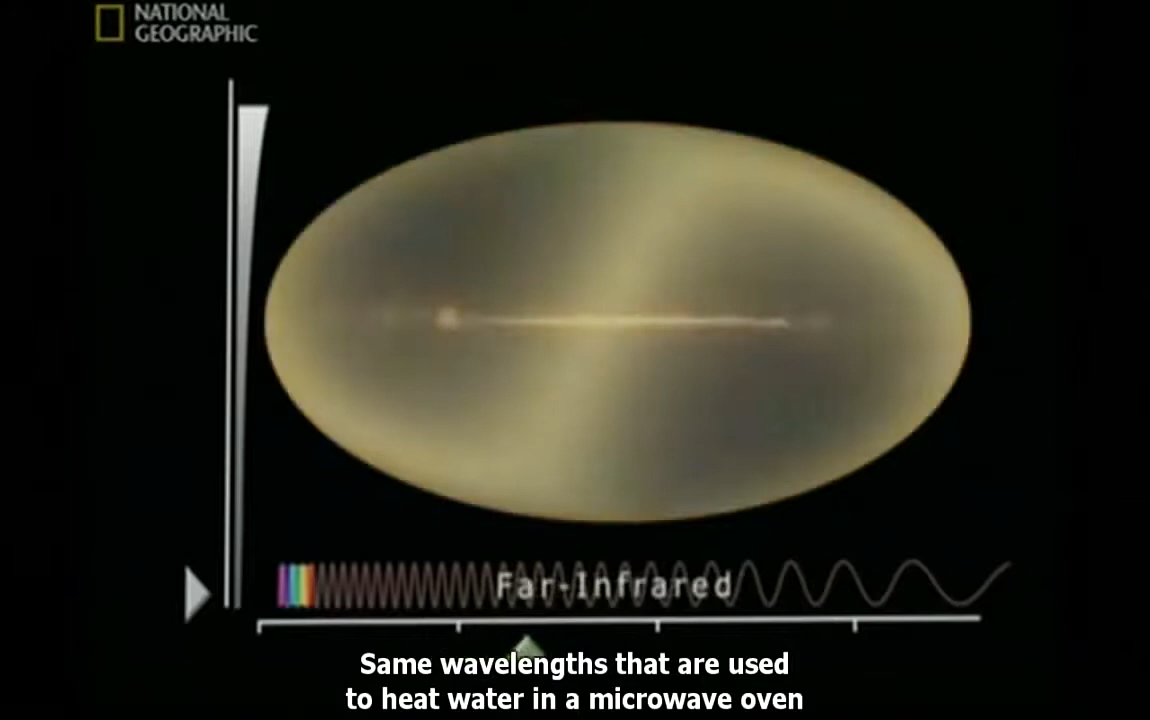 NATIONAL
GEOGRAPHIC
Far-Infrared
Same wavelengths that are used
to heat water in a microwave oven